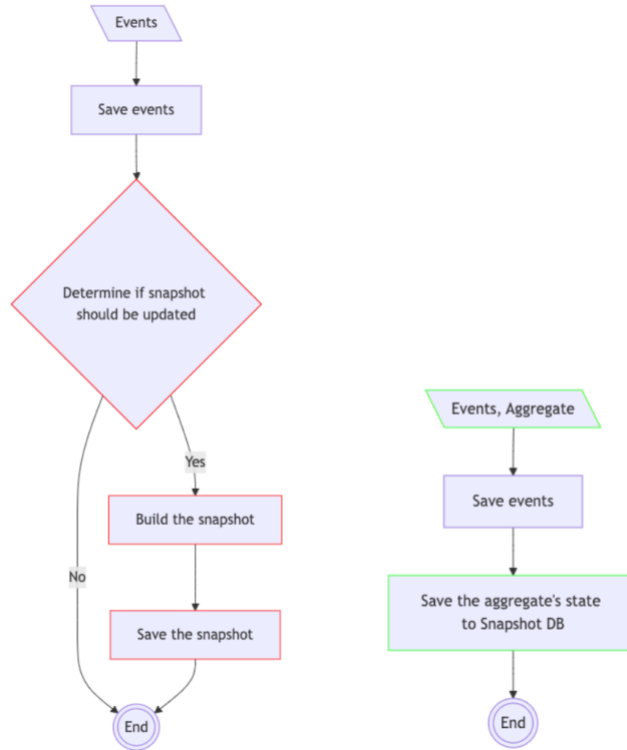 Events
Save events
Determine if snapshot
should be updated
Yes
Build the snapshot
No
Save the snapshot
End
Events, Aggregate
Save events
Save the aggregate's state
to Snapshot DB
End